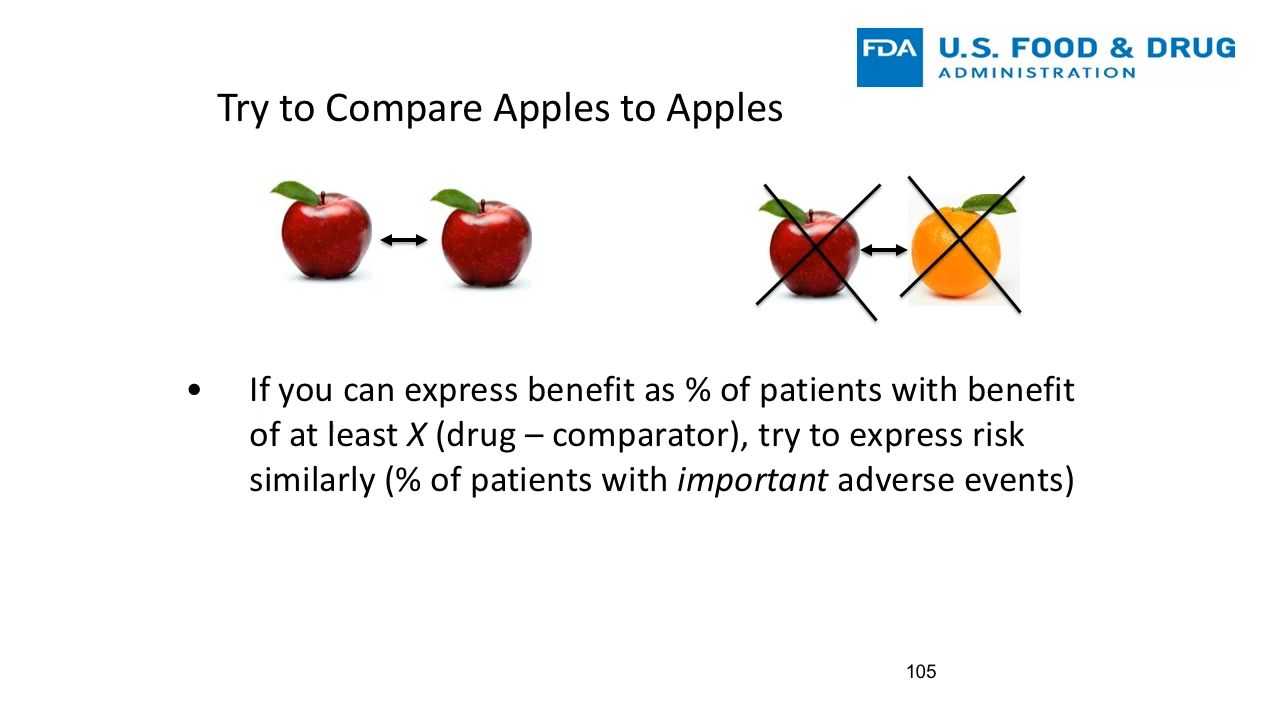 FDA
U.S. FOOD & DRUG
ADMINISTRATION
Try to Compare Apples to Apples
• If you can express benefit as % of patients with benefit
of at least X (drug – comparator), try to express risk
similarly (% of patients with important adverse events)
105